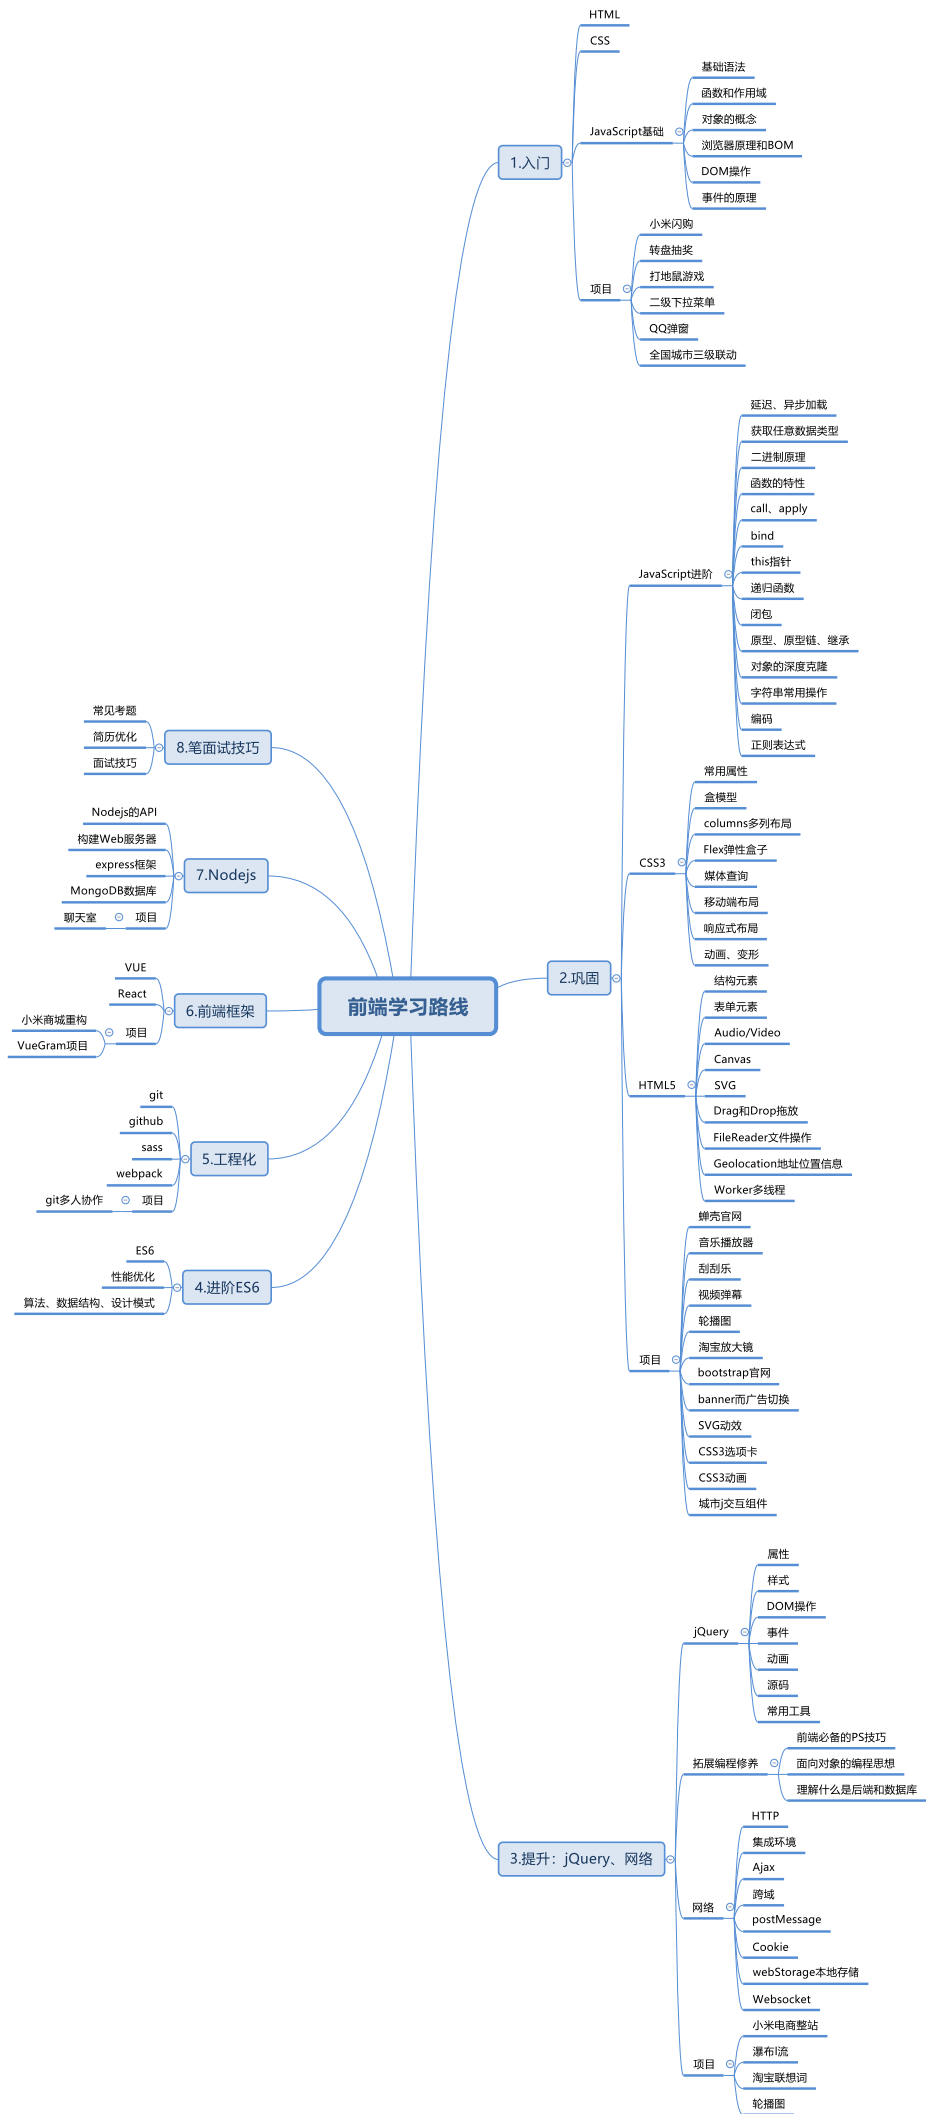 前端学习路线
1.入门
HTML
CSS
JavaScript基础
基础语法
函数和作用域
对象的概念
浏览器原理和BOM
DOM操作
事件的原理
项目
小米闪购
转盘抽奖
打地鼠游戏
二级下拉菜单
QQ弹窗
全国城市三级联动
2.巩固
JavaScript进阶
延迟、异步加载
获取任意数据类型
二进制原理
函数的特性
call、apply
bind
this指针
递归函数
闭包
原型、原型链、继承
对象的深度克隆
字符串常用操作
编码
正则表达式
CSS3
常用属性
盒模型
columns多列布局
Flex弹性盒子
媒体查询
移动端布局
响应式布局
动画、变形
HTML5
结构元素
表单元素
Audio/Video
Canvas
SVG
Drag和Drop拖放
FileReader文件操作
Geolocation地址位置信息
Worker多线程
项目
蝉壳官网
音乐播放器
刮刮乐
视频弹幕
轮播图
淘宝放大镜
bootstrap官网
banner而广告切换
SVG动效
CSS3选项卡
CSS3动画
城市j交互组件
3.提升：jQuery、网络
jQuery
属性
样式
DOM操作
事件
动画
源码
常用工具
拓展编程修养
前端必备的PS技巧
面向对象的编程思想
理解什么是后端和数据库
网络
HTTP
集成环境
Ajax
跨域
postMessage
Cookie
webStorage本地存储
Websocket
项目
小米电商整站
瀑布l流
淘宝联想词
轮播图
4.进阶ES6
ES6
性能优化
算法、数据结构、设计模式
5.工程化
git
github
sass
webpack
项目
git多人协作
6.前端框架
VUE
React
项目
小米商城重构
VueGram项目
7.Nodejs
Nodejs的API
构建Web服务器
express框架
MongoDB数据库
项目
聊天室
8.笔面试技巧
常见考题
简历优化
面试技巧